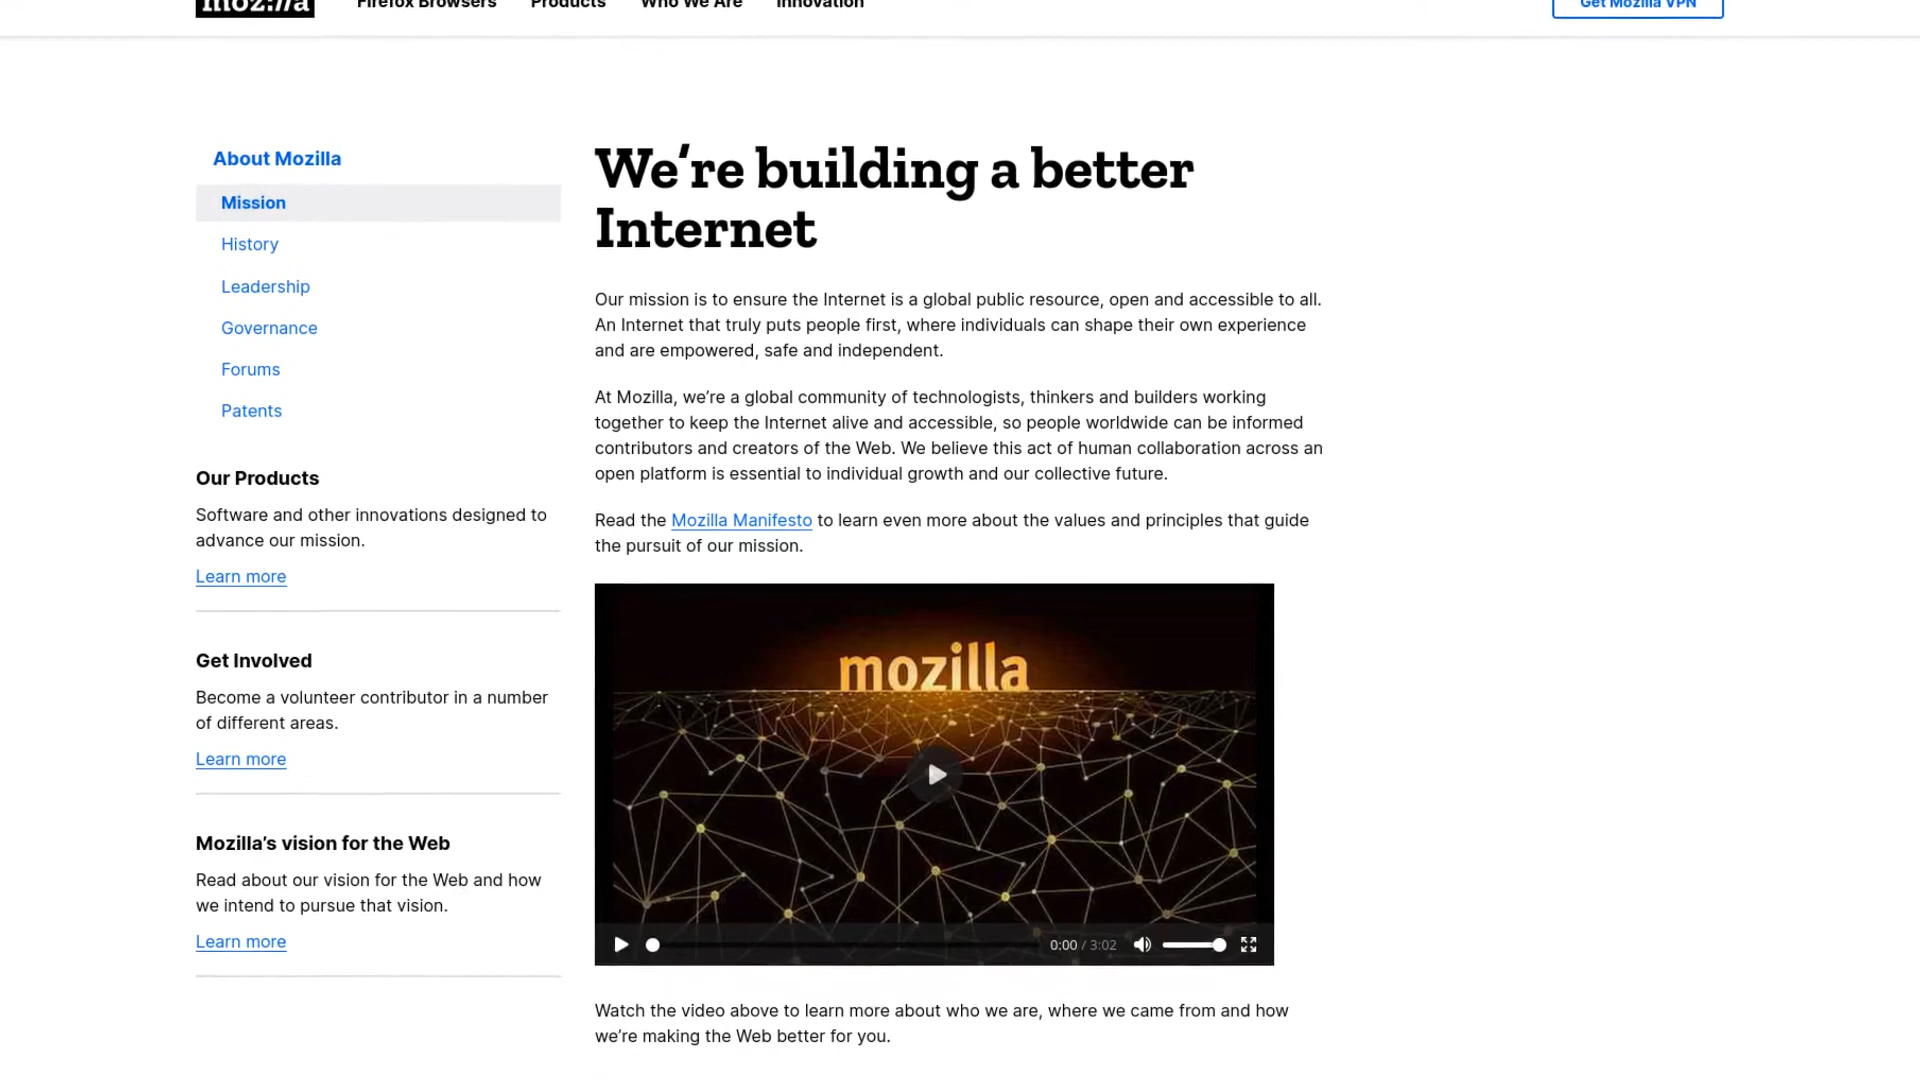 moz://a
Firefox Browsers
Products
Who We Are
Innovation
Get Mozilla VPN
About Mozilla
Mission
History
Leadership
Governance
Forums
Patents
Our Products
Software and other innovations designed to
advance our mission.
Learn more
Get Involved
Become a volunteer contributor in a number
of different areas.
Learn more
Mozilla’s vision for the Web
Read about our vision for the Web and how
we intend to pursue that vision.
Learn more
We’re building a better
Internet
Our mission is to ensure the Internet is a global public resource, open and accessible to all.
An Internet that truly puts people first, where individuals can shape their own experience
and are empowered, safe and independent.
At Mozilla, we’re a global community of technologists, thinkers and builders working
together to keep the Internet alive and accessible, so people worldwide can be informed
contributors and creators of the Web. We believe this act of human collaboration across an
open platform is essential to individual growth and our collective future.
Read the Mozilla Manifesto to learn even more about the values and principles that guide
the pursuit of our mission.
mozilla
0:00 / 3:02
Watch the video above to learn more about who we are, where we came from and how
we’re making the Web better for you.